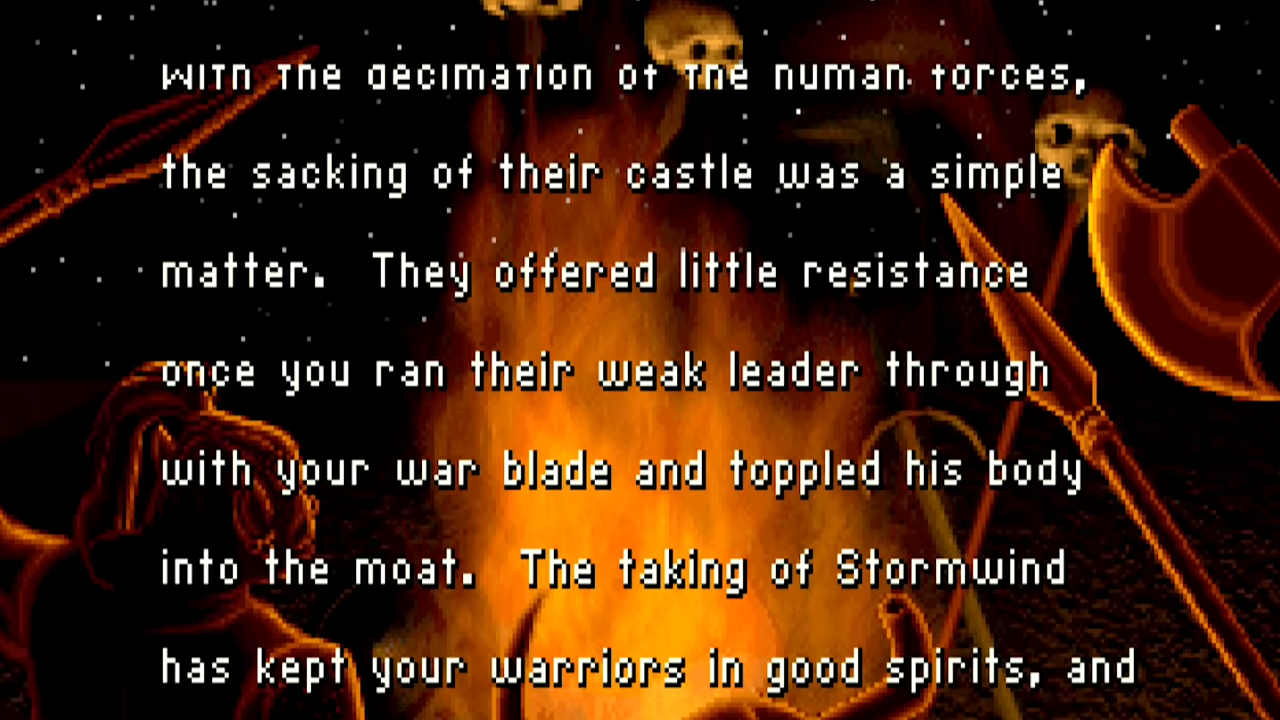 with the decimation of the human forces,
the sacking of their castle was a simple
matter. They offered little resistance
once you ran their weak leader through
with your war blade and toppled his body
into the moat. The taking of Stormwind
has kept your warriors in good spirits, and